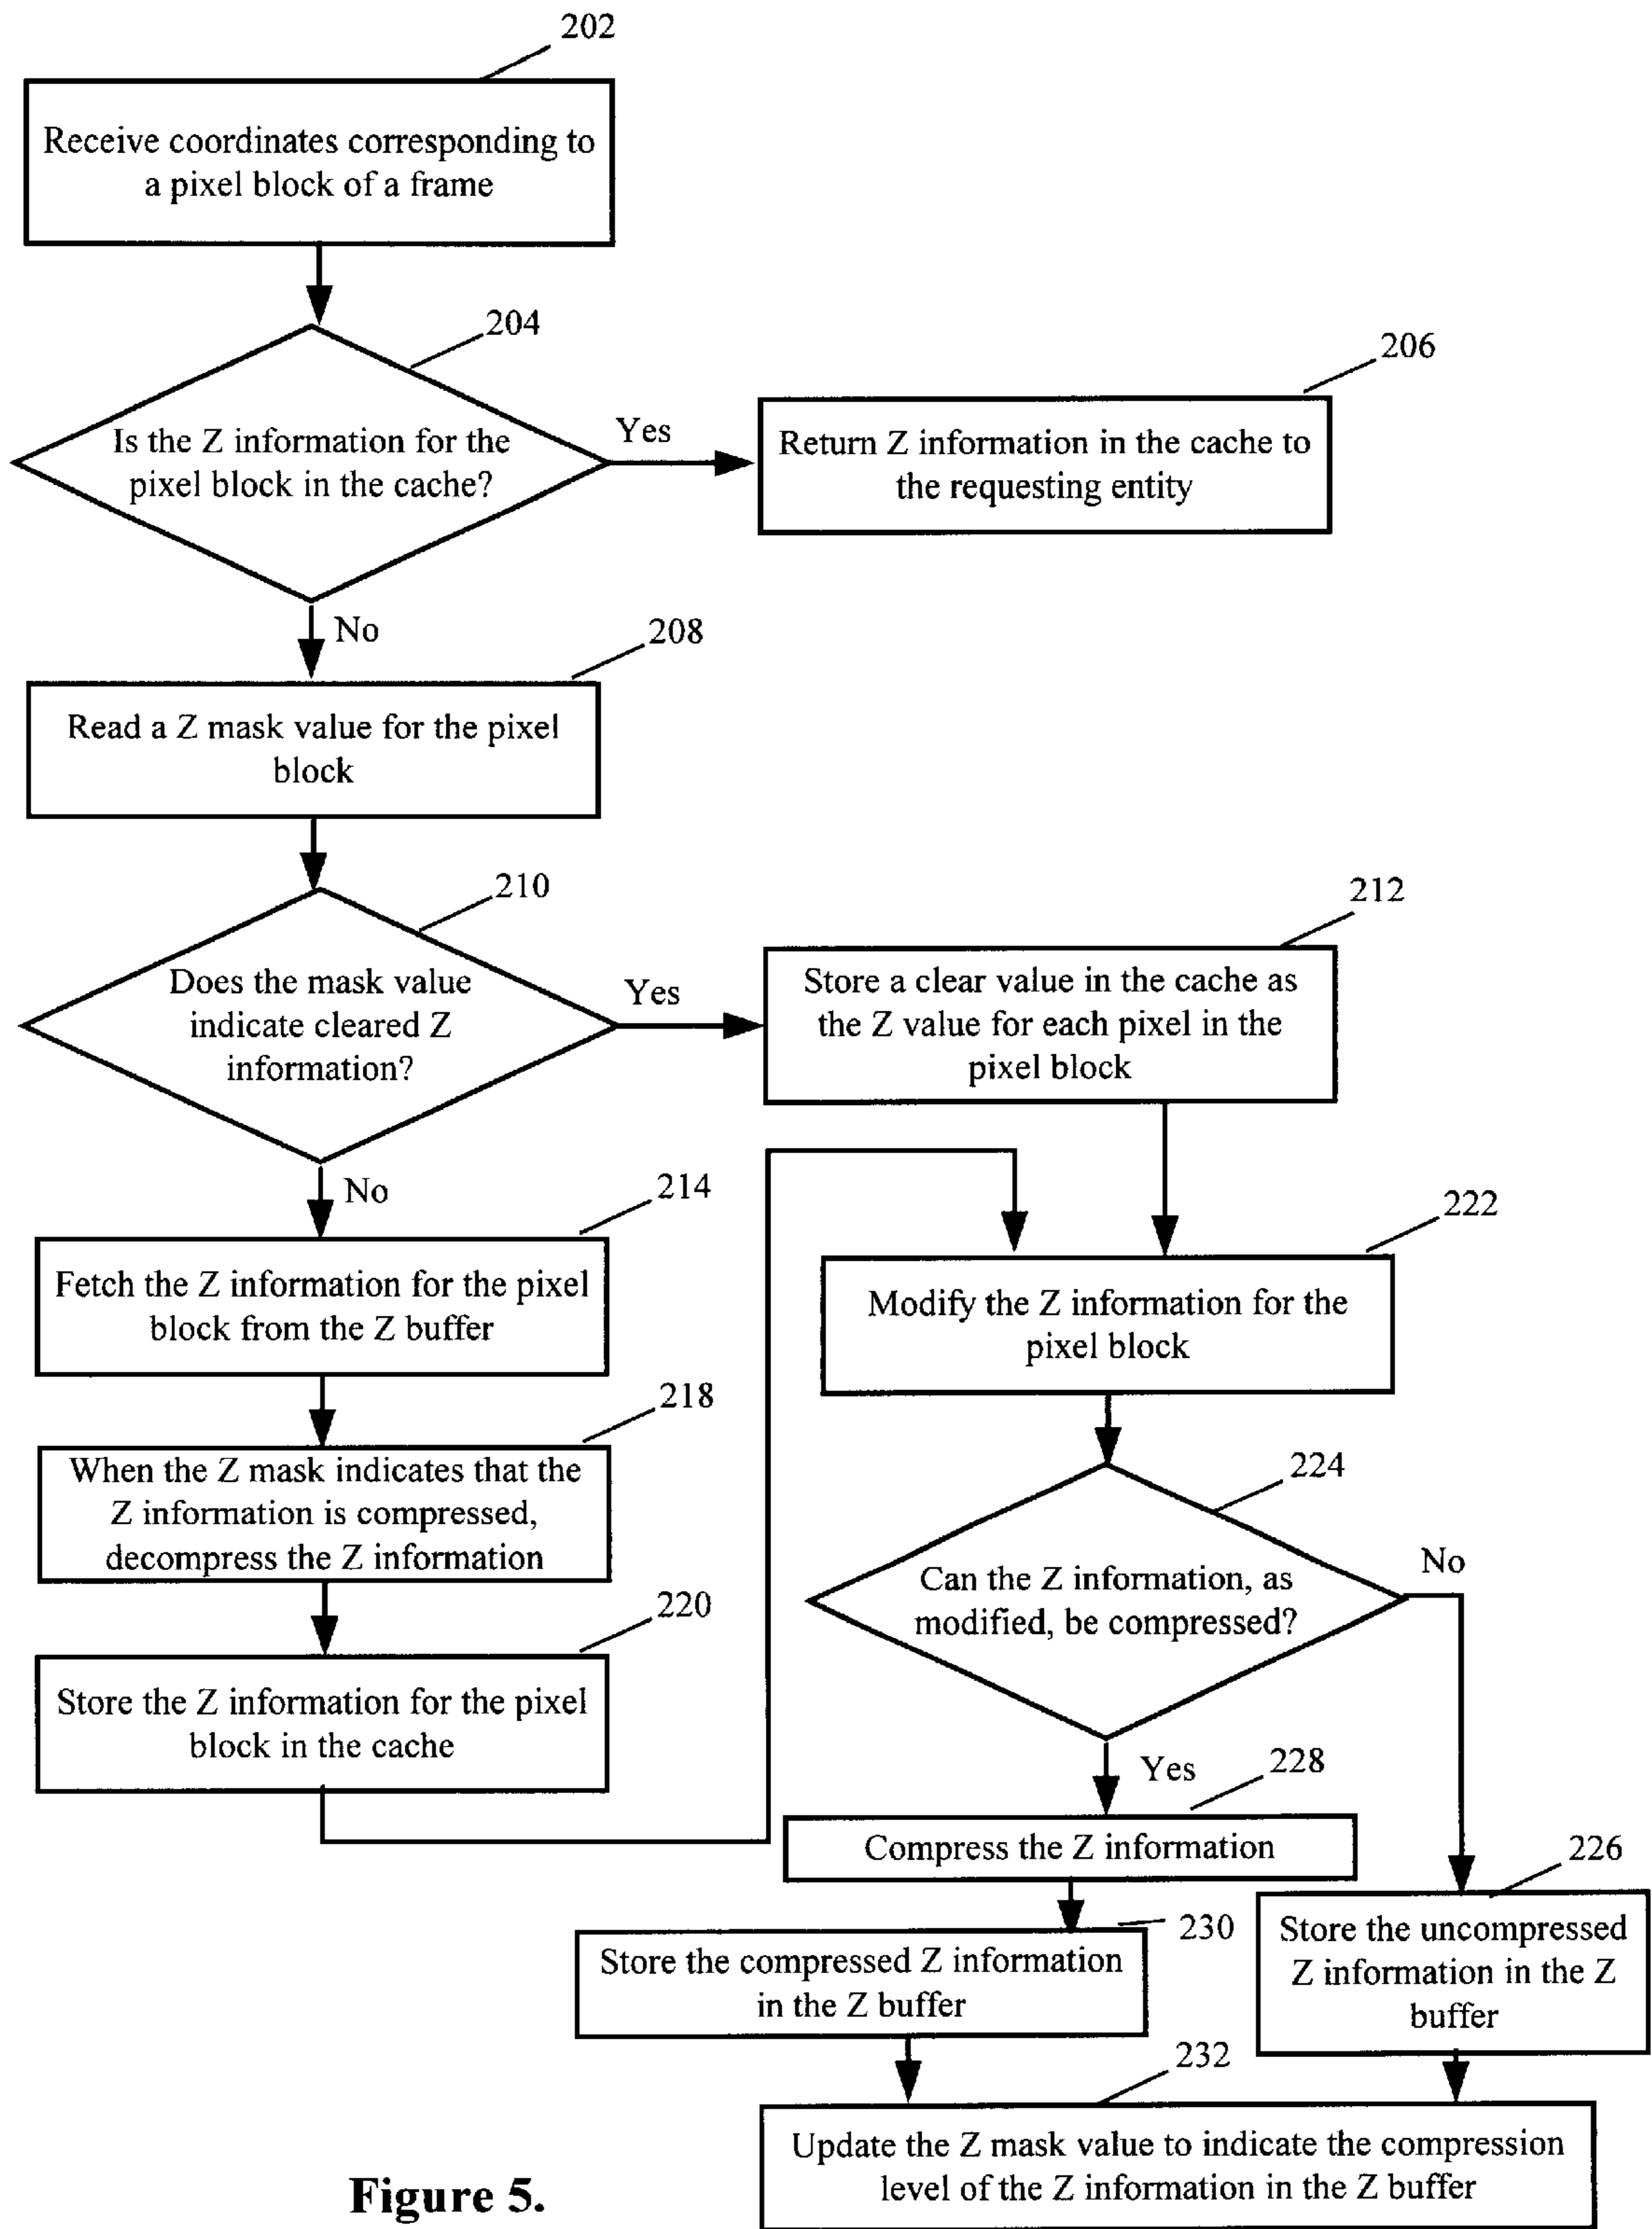 202
Receive coordinates corresponding to
a pixel block of a frame
204
Is the Z information for the
pixel block in the cache?
Yes
206
Return Z information in the cache to
the requesting entity
No
208
Read a Z mask value for the pixel
block
210
Does the mask value
indicate cleared Z
information?
Yes
212
Store a clear value in the cache as
the Z value for each pixel in the
pixel block
No
214
Fetch the Z information for the pixel
block from the Z buffer
218
When the Z mask indicates that the
Z information is compressed,
decompress the Z information
220
Store the Z information for the pixel
block in the cache
222
Modify the Z information for the
pixel block
224
Can the Z information, as
modified, be compressed?
No
Yes
228
Compress the Z information
226
Store the uncompressed
Z information in the Z
buffer
230
Store the compressed Z information
in the Z buffer
232
Update the Z mask value to indicate the compression
level of the Z information in the Z buffer
Figure 5.